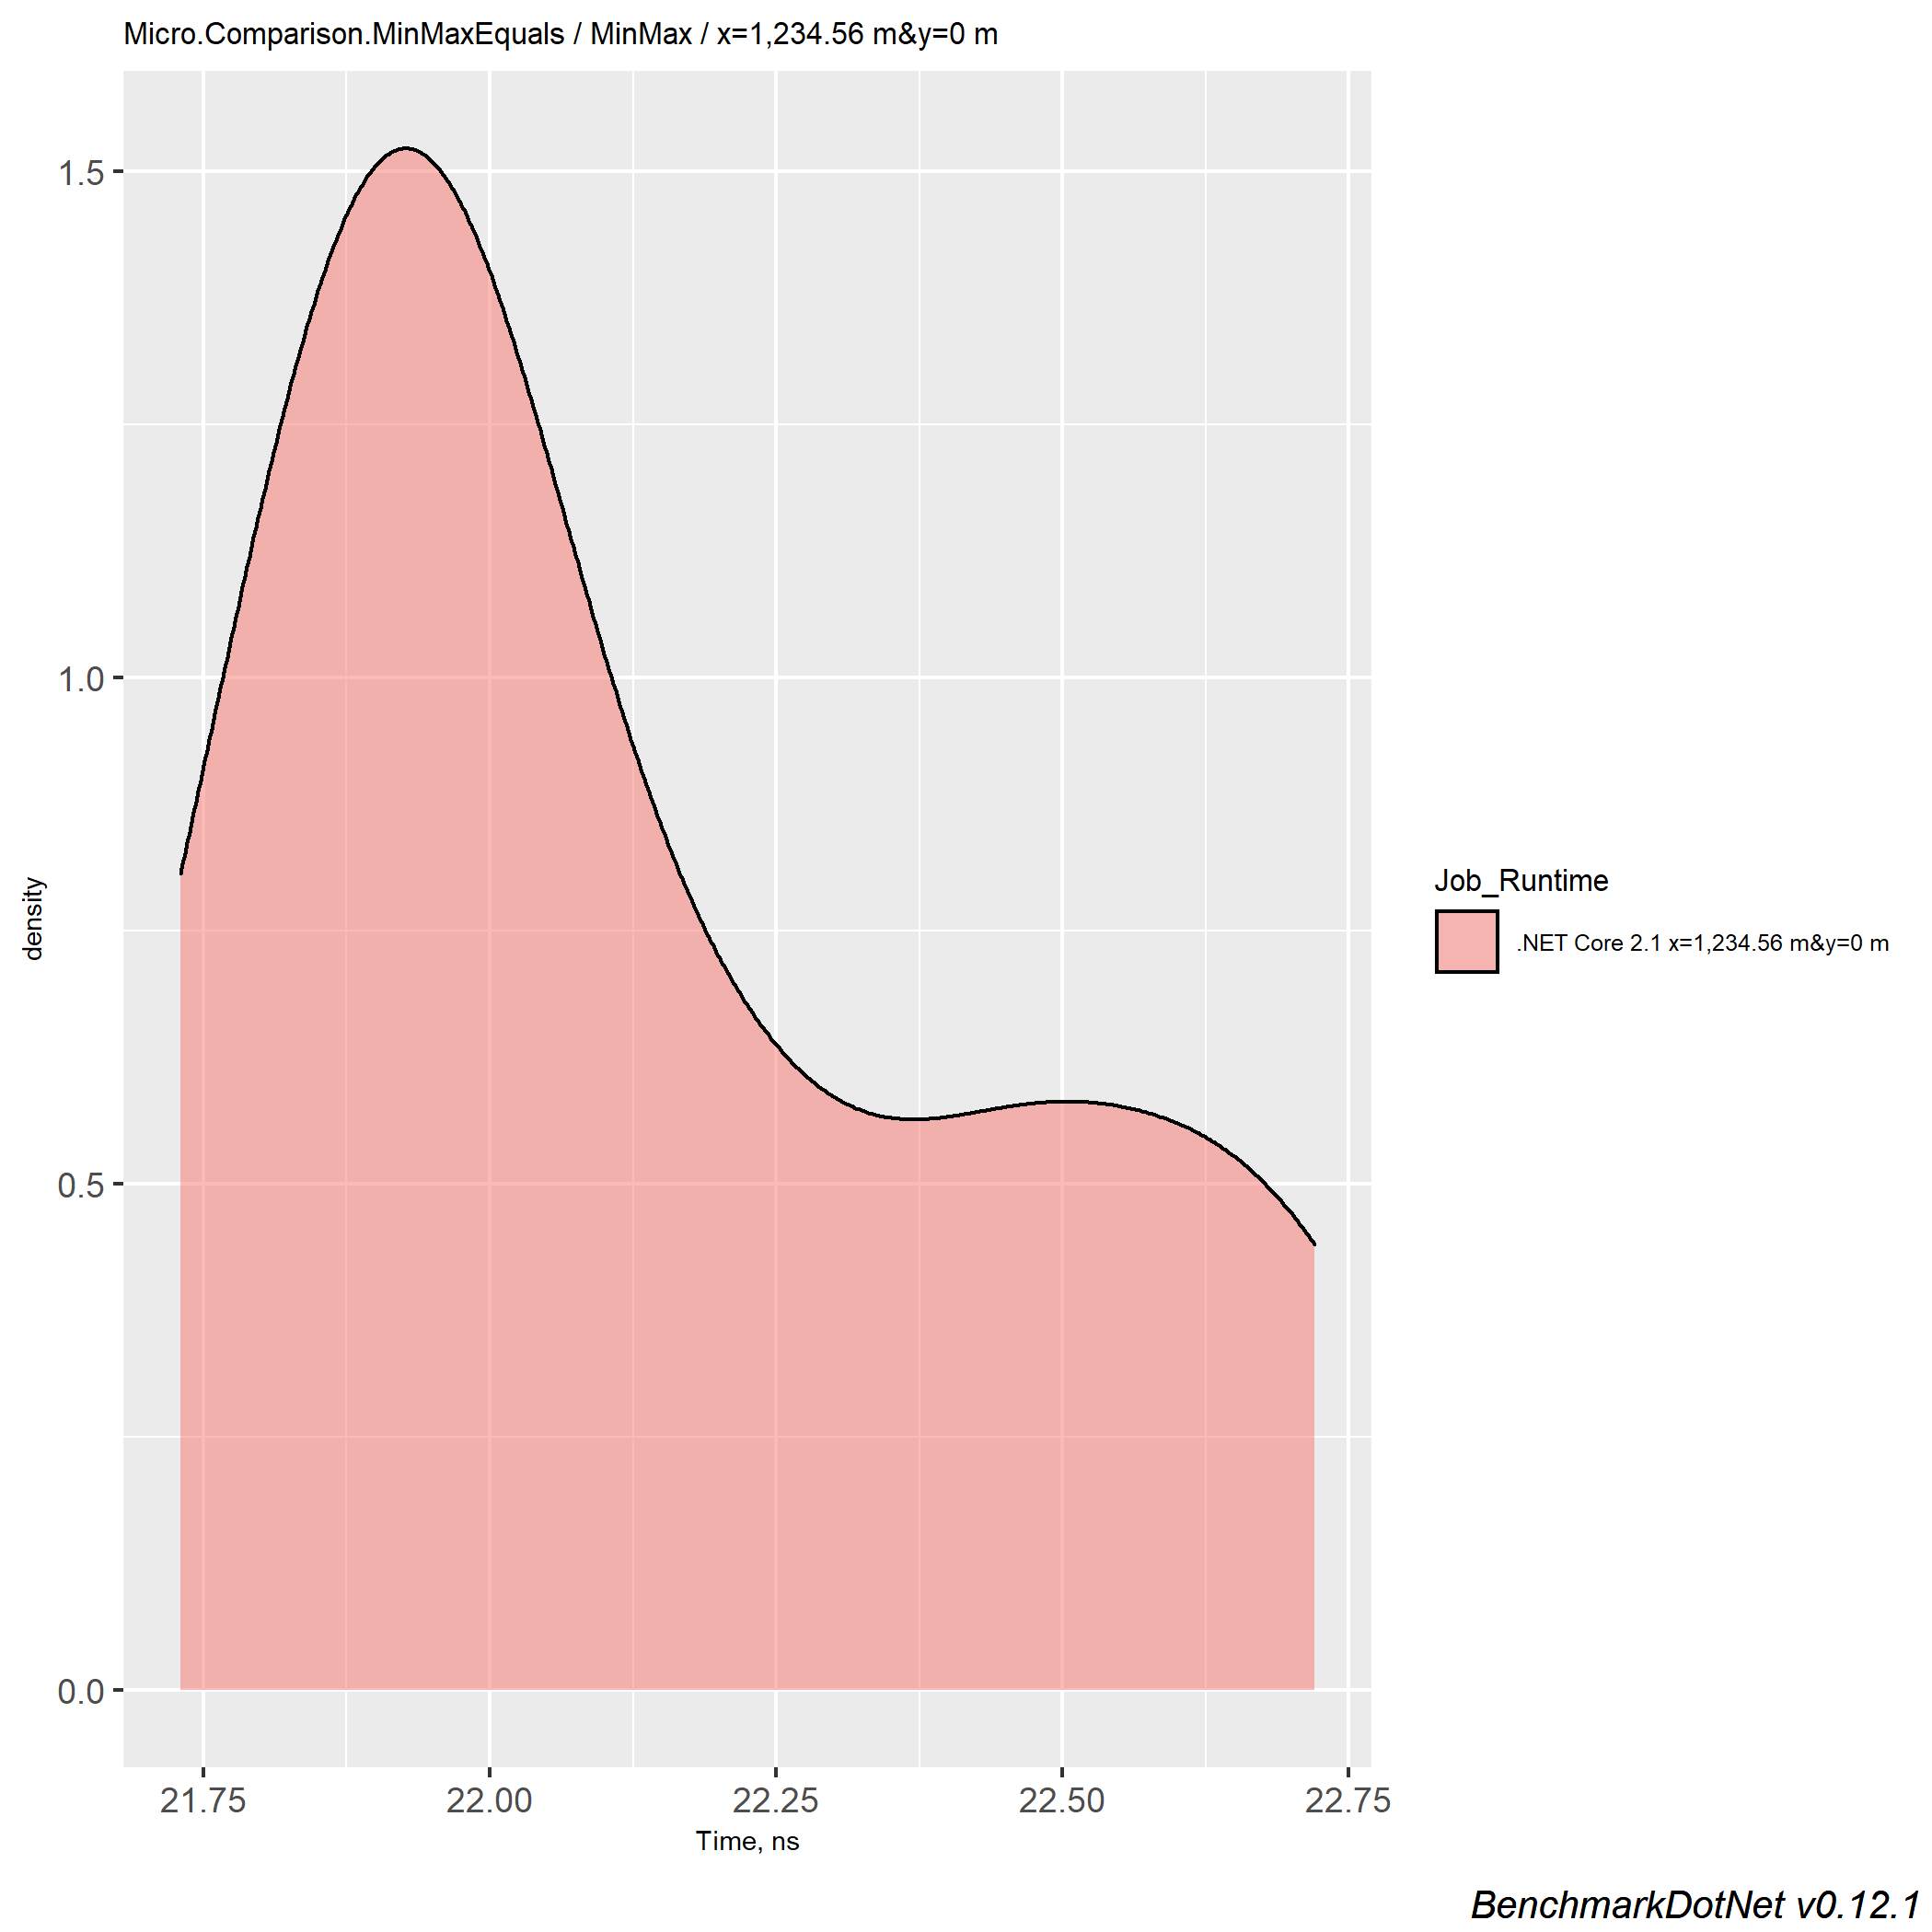 Micro.Comparison.MinMaxEquals / MinMax / x=1,234.56 m&y=0 m
1.5
1.0
0.5
0.0
density
21.75 22.00 22.25 22.50 22.75
Time, ns
Job_Runtime
.NET Core 2.1 x=1,234.56 m&y=0 m
BenchmarkDotNet v0.12.1